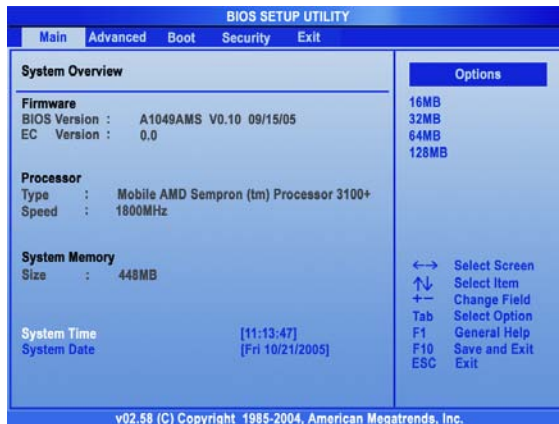 BIOS SETUP UTILITY
Main Advanced Boot Security Exit
System Overview
Firmware
BIOS Version : A1049AMS V0.10 09/15/05
EC Version : 0.0
Processor
Type : Mobile AMD Sempron (tm) Processor 3100+
Speed : 1800MHz
System Memory
Size : 448MB
System Time [11:13:47]
System Date [Fri 10/21/2005]
Options
16MB
32MB
64MB
128MB
←→ Select Screen
↑↓ Select Item
+− Change Field
Tab Select Option
F1 General Help
F10 Save and Exit
ESC Exit
v02.58 (C) Copyright 1985-2004, American Megatrends, Inc.